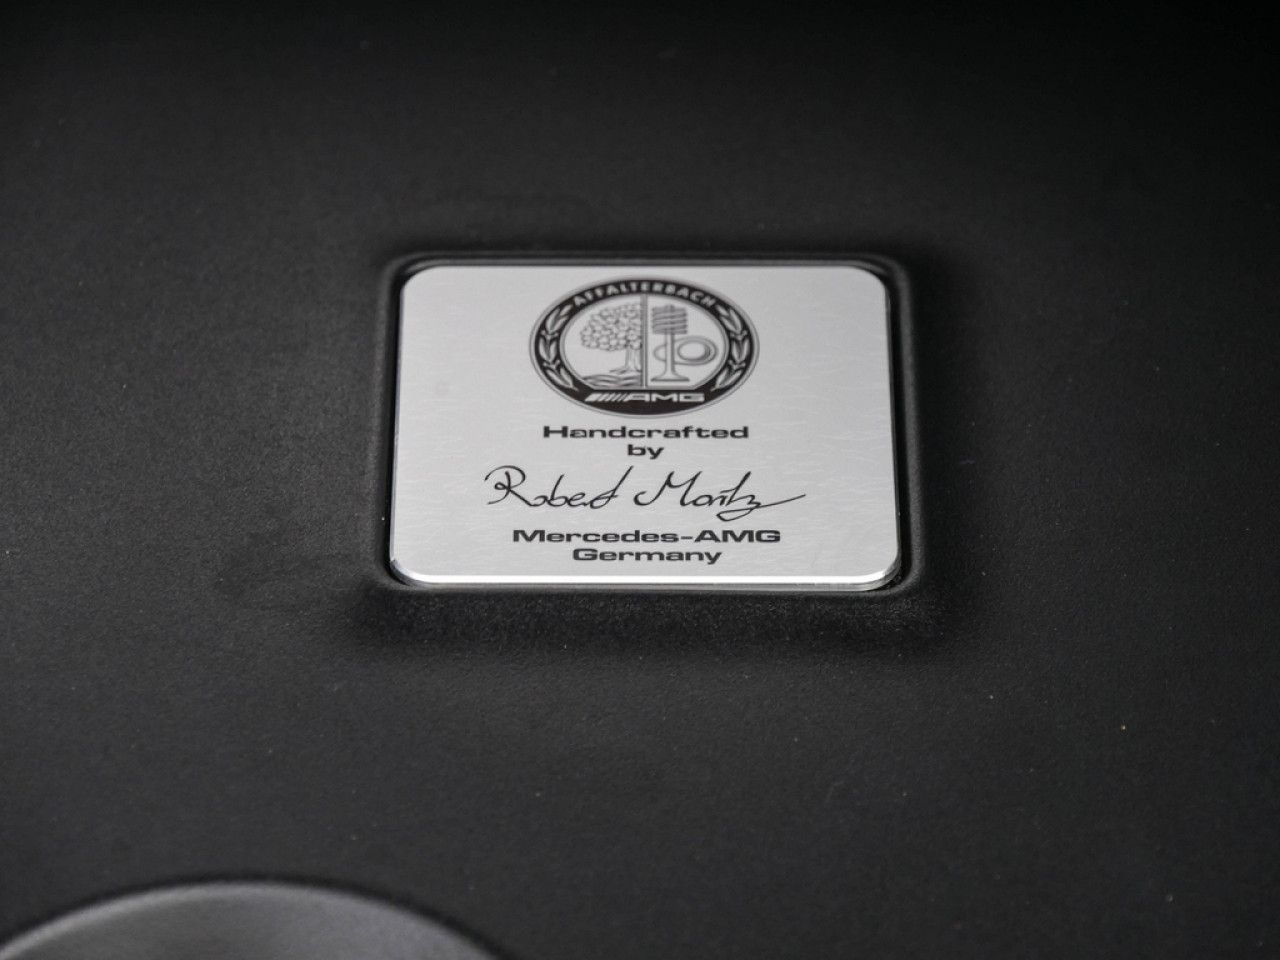 AFFALTERBACH
AMG
Handcrafted
by
Robert Moritz
Mercedes-AMG
Germany